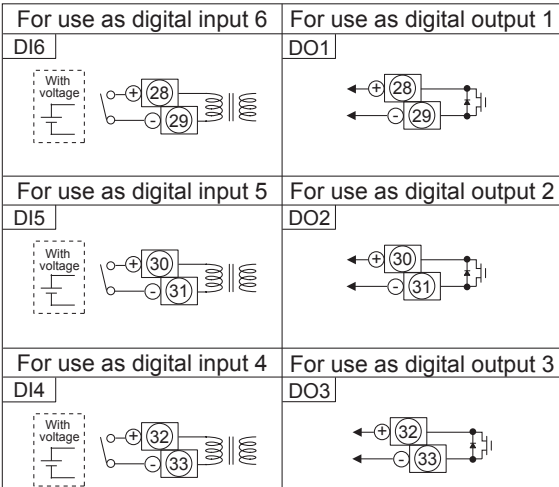 For use as digital input 6
For use as digital output 1
DI6
DO1
With
voltage
+ 28
- 29
+ 28
- 29
For use as digital input 5
For use as digital output 2
DI5
DO2
With
voltage
+ 30
- 31
+ 30
- 31
For use as digital input 4
For use as digital output 3
DI4
DO3
With
voltage
+ 32
- 33
+ 32
- 33